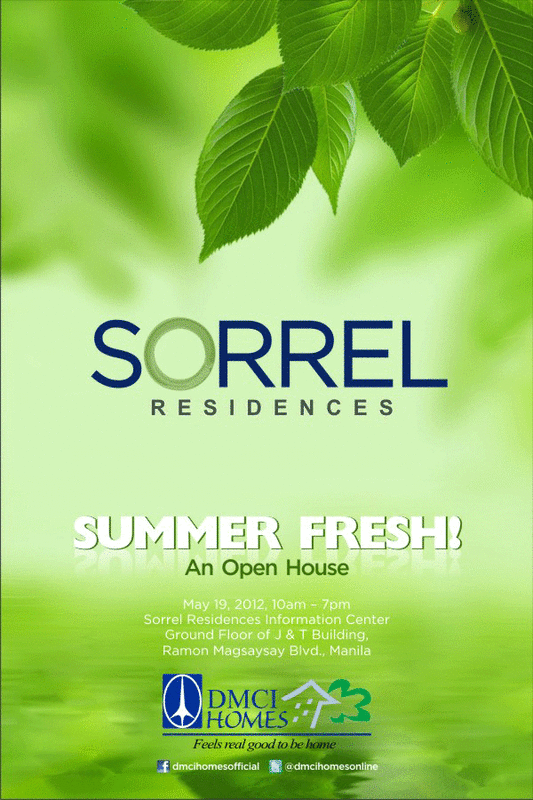 SORREL
RESIDENCES
SUMMER FRESH!
An Open House
May 19, 2012, 10am – 7pm
Sorrel Residences Information Center
Ground Floor of J & T Building,
Ramon Magsaysay Blvd., Manila
DMCI
HOMES
Feels real good to be home
dmcihomesofficial @dmcihomesonline